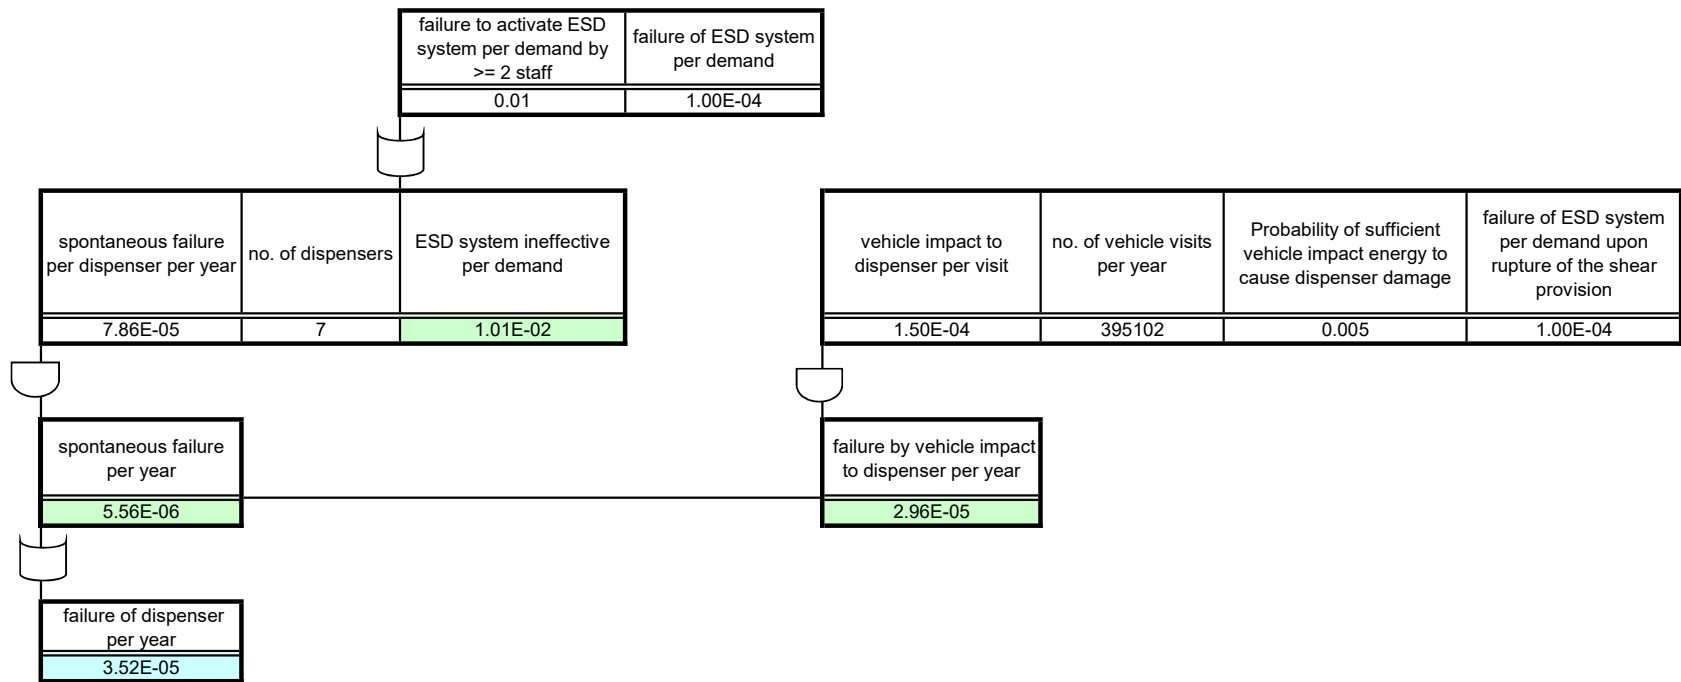 failure to activate ESD
system per demand by
>= 2 staff
failure of ESD system
per demand
0.01
1.00E-04
spontaneous failure
per dispenser per year
no. of dispensers
ESD system ineffective
per demand
7.86E-05
7
1.01E-02
vehicle impact to
dispenser per visit
no. of vehicle visits
per year
Probability of sufficient
vehicle impact energy to
cause dispenser damage
failure of ESD system
per demand upon
rupture of the shear
provision
1.50E-04
395102
0.005
1.00E-04
spontaneous failure
per year
5.56E-06
failure by vehicle impact
to dispenser per year
2.96E-05
failure of dispenser
per year
3.52E-05